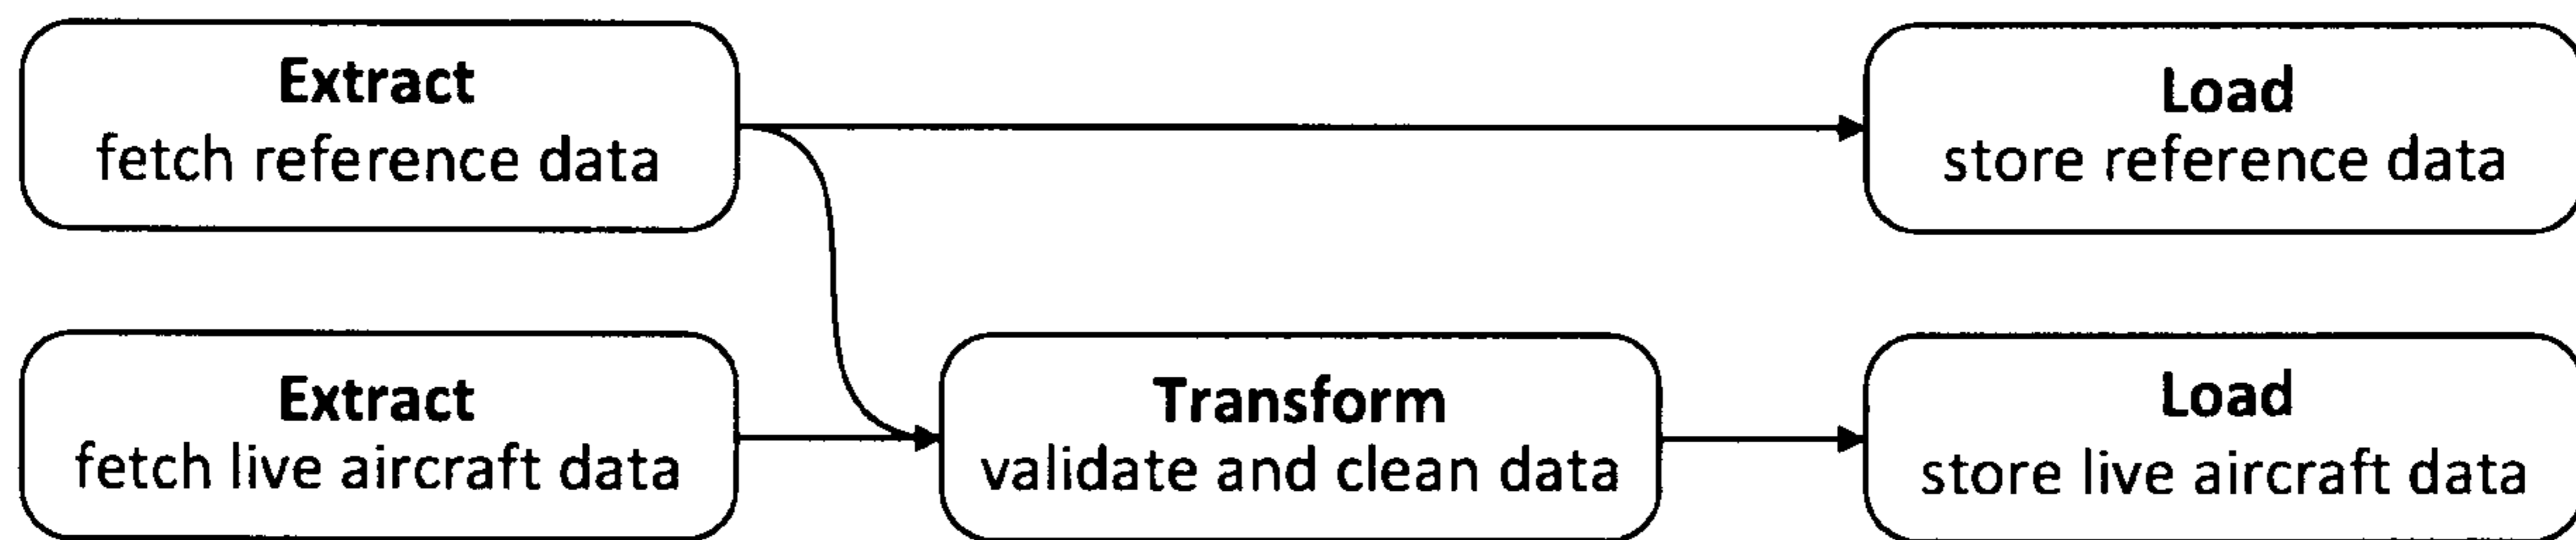 Extract
fetch reference data
Load
store reference data
Extract
fetch live aircraft data
Transform
validate and clean data
Load
store live aircraft data